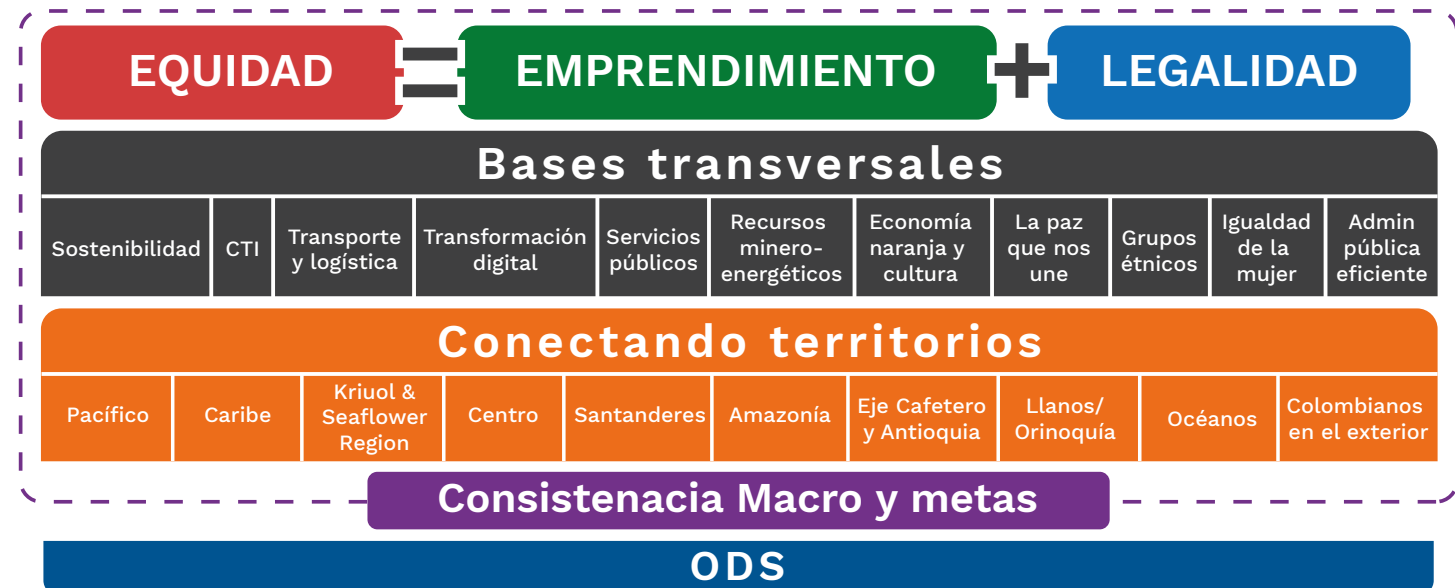 EQUIDAD = EMPRENDIMIENTO + LEGALIDAD
Bases transversales
Sostenibilidad
CTI
Transporte
y logística
Transformación
digital
Servicios
públicos
Recursos
minero-
energéticos
Economía
naranja y
cultura
La paz
que nos
une
Grupos
étnicos
Igualdad
de la
mujer
Admin
pública
eficiente
Conectando territorios
Pacífico
Caribe
Kriuol &
Seaflower
Region
Centro
Santanderes
Amazonía
Eje Cafetero
y Antioquia
Llanos/
Orinoquía
Océanos
Colombianos
en el exterior
Consistenacia Macro y metas
ODS